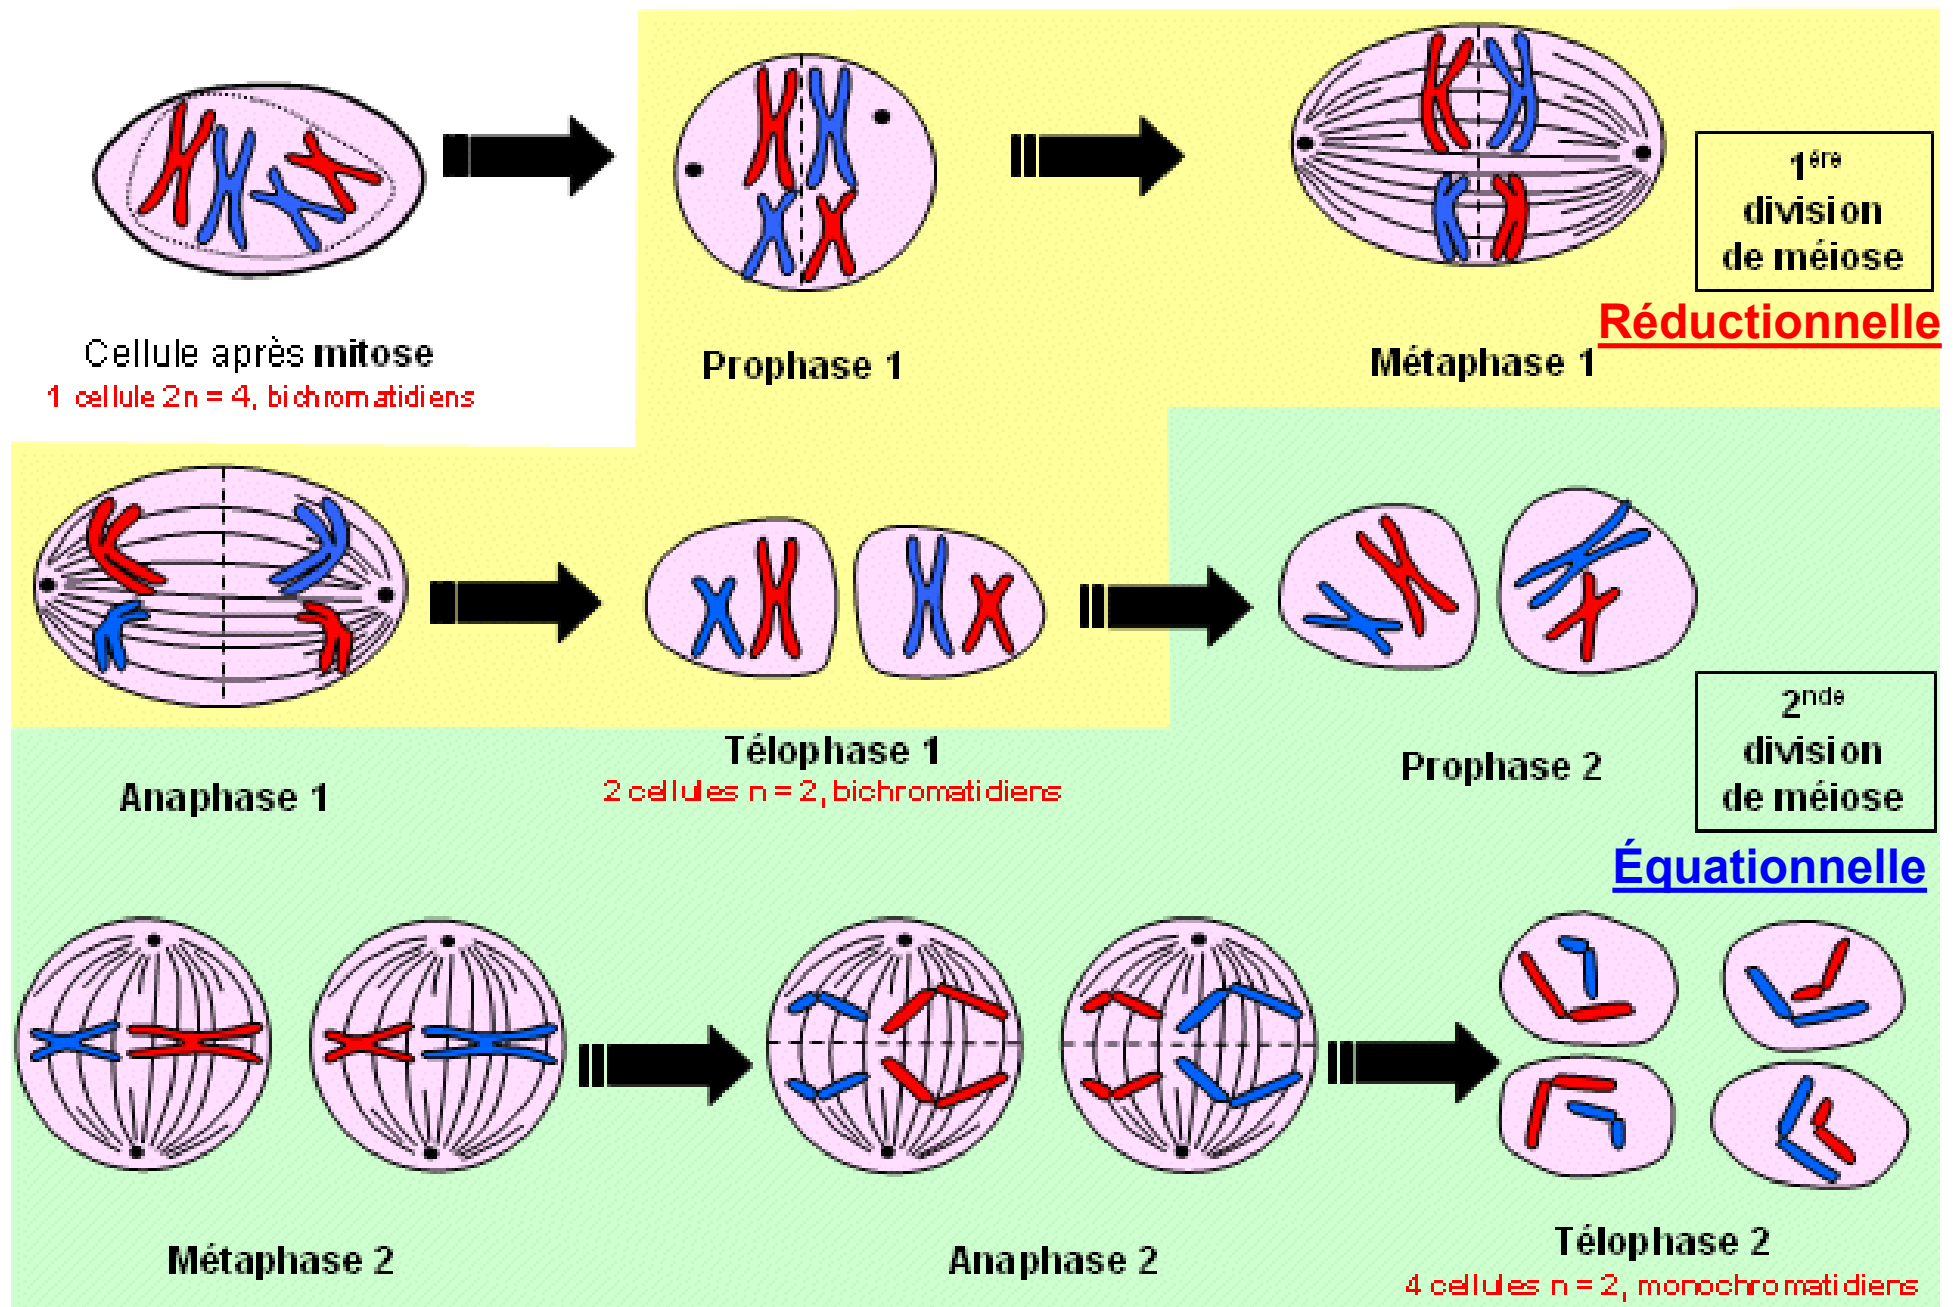 Cellule après mitose
1 cellule 2n = 4, bichromatidiens
Prophase 1
Métaphase 1
1ère
division
de méiose
Réductionnelle
Anaphase 1
Télophase 1
2 cellules n = 2, bichromatidiens
Prophase 2
2nde
division
de méiose
Équationnelle
Métaphase 2
Anaphase 2
Télophase 2
4 cellules n = 2, monochromatidiens